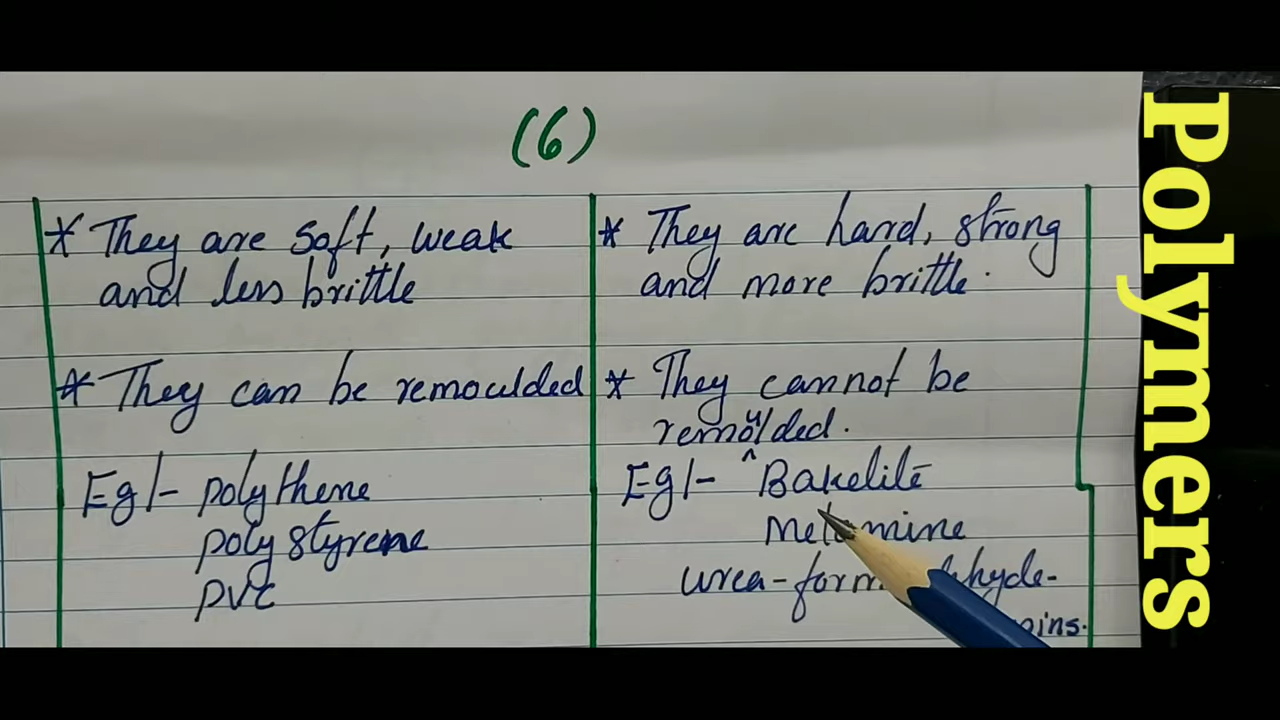 (6)
* They are soft, weak
and less brittle
* They can be remoulded
Eg/- polythene
polystyrene
pvc
* They are hard, strong
and more brittle.
* They cannot be
remoulded.
Eg/- Bakelite
Melamine
urea-
Polymers